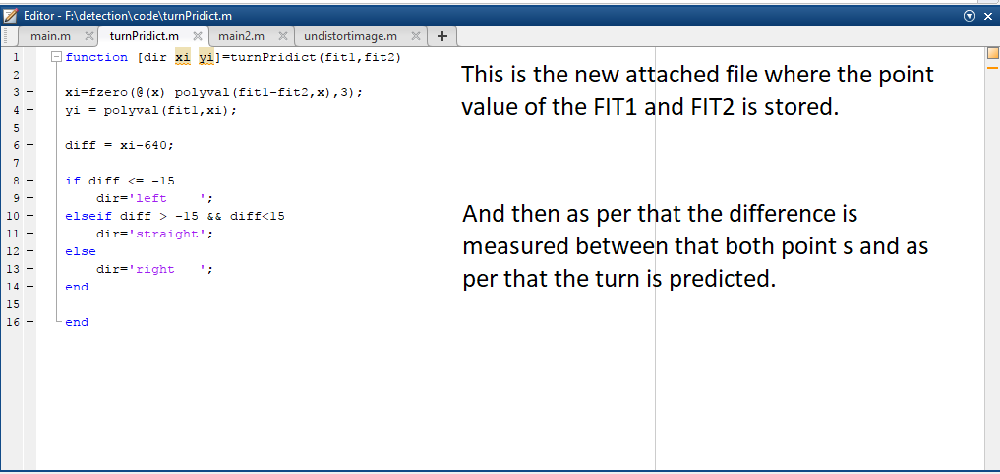 Editor - F:\detection\code\turnPridict.m
main.m turnPridict.m main2.m undistortimage.m +
1 function [dir xi yi]=turnPridict(fit1,fit2)
2
3 xi=fzero(@(x) polyval(fit1-fit2,x),3);
4 yi = polyval(fit1,xi);
5
6 diff = xi-640;
7
8 if diff <= -15
9 dir='left    ';
10 elseif diff > -15 && diff<15
11 dir='straight';
12 else
13 dir='right   ';
14 end
15
16 end
This is the new attached file where the point
value of the FIT1 and FIT2 is stored.
And then as per that the difference is
measured between that both point s and as
per that the turn is predicted.